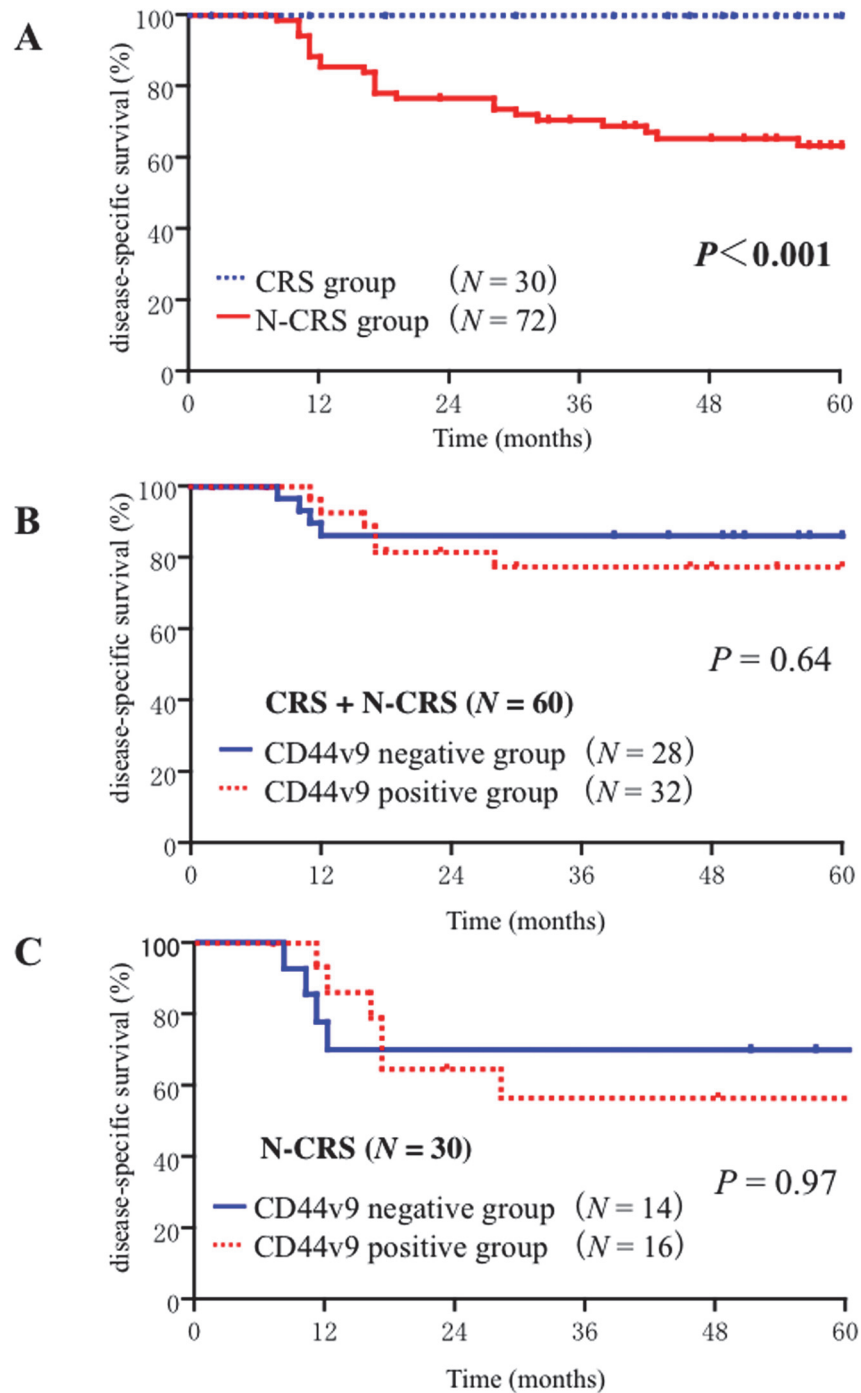 A
disease-specific survival (%)
100
80
60
40
20
0
P<0.001
CRS group (N = 30)
N-CRS group (N = 72)
0 12 24 36 48 60
Time (months)
B
disease-specific survival (%)
100
80
60
40
20
0
P = 0.64
CRS + N-CRS (N = 60)
CD44v9 negative group (N = 28)
CD44v9 positive group (N = 32)
0 12 24 36 48 60
Time (months)
C
disease-specific survival (%)
100
80
60
40
20
0
N-CRS (N = 30)
P = 0.97
CD44v9 negative group (N = 14)
CD44v9 positive group (N = 16)
0 12 24 36 48 60
Time (months)